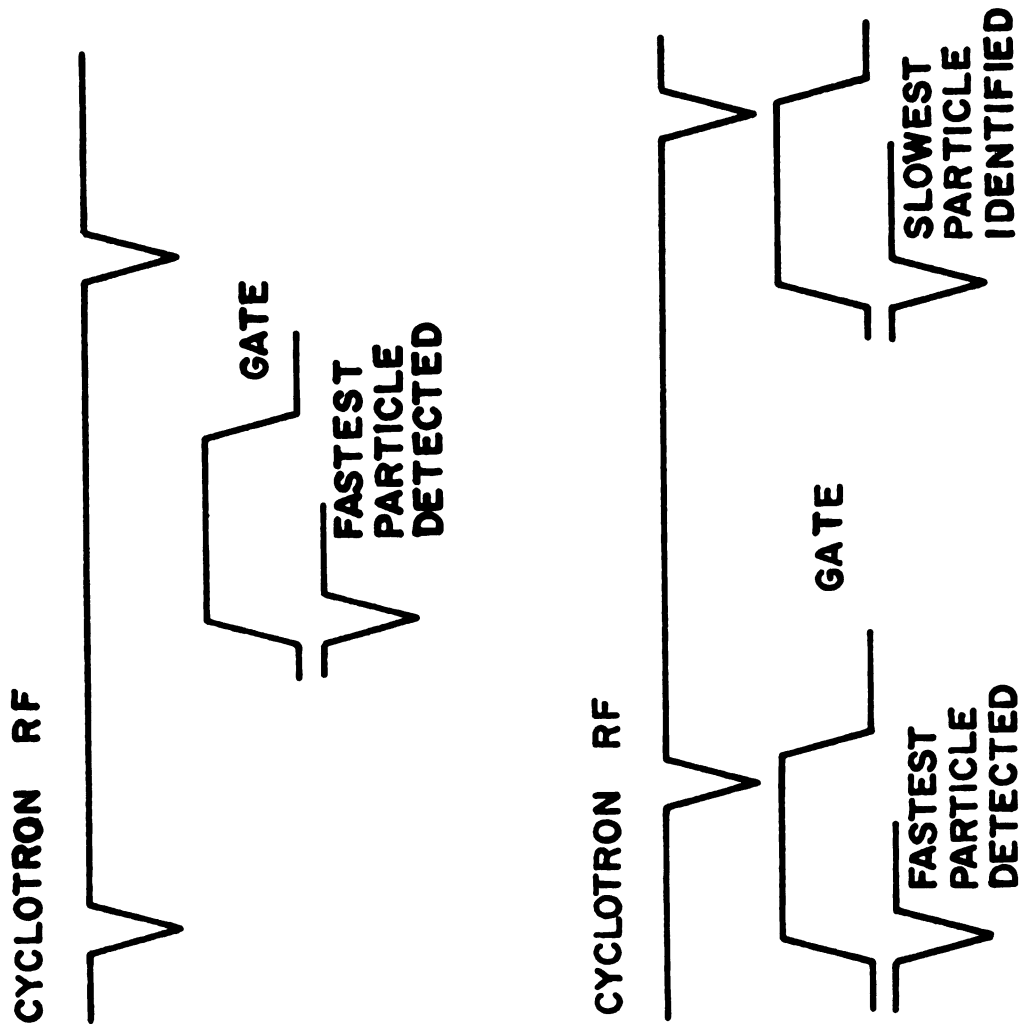 CYCLOTRON RF
GATE
FASTEST
PARTICLE
DETECTED
CYCLOTRON RF
GATE
FASTEST
PARTICLE
DETECTED
SLOWEST
PARTICLE
IDENTIFIED